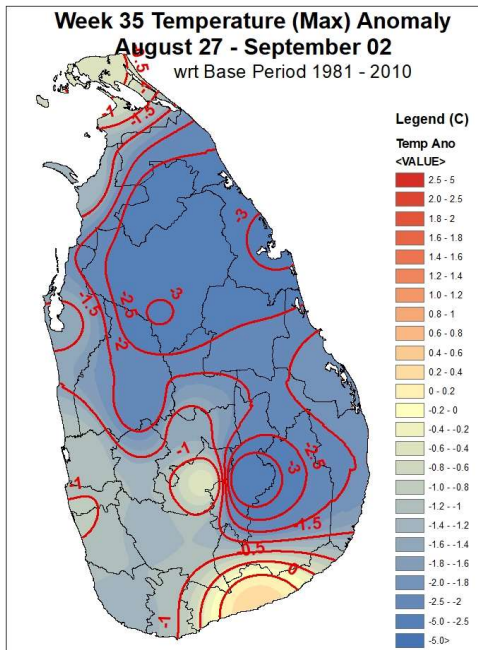 Week 35 Temperature (Max) Anomaly
August 27 - September 02
wrt Base Period 1981 - 2010
Legend (C)
Temp Ano
<VALUE>
2.5 - 5
2.0 - 2.5
1.8 - 2
1.6 - 1.8
1.4 - 1.6
1.2 - 1.4
1.0 - 1.2
0.8 - 1
0.6 - 0.8
0.4 - 0.6
0.2 - 0.4
0 - 0.2
-0.2 - 0
-0.4 - -0.2
-0.6 - -0.4
-0.8 - -0.6
-1.0 - -0.8
-1.2 - -1
-1.4 - -1.2
-1.6 - -1.4
-1.8 - -1.6
-2.0 - -1.8
-2.5 - -2
-5.0 - -2.5
-5.0>
-1
-1.5
-3
-1.5
-2.5
-3
-2
-1
-3
-2.5
-1
-1.5
0.5
0
-1